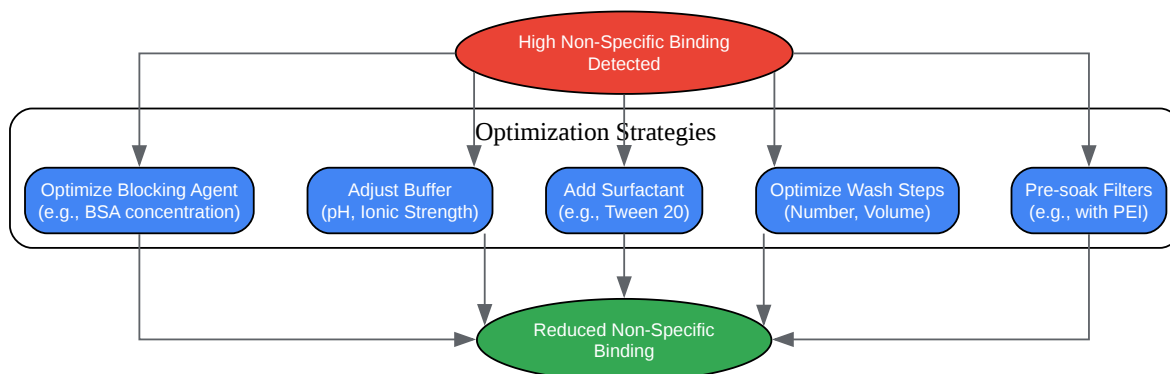 High Non-Specific Binding
Detected
Optimization Strategies
Optimize Blocking Agent
(e.g., BSA concentration)
Adjust Buffer
(pH, Ionic Strength)
Add Surfactant
(e.g., Tween 20)
Optimize Wash Steps
(Number, Volume)
Pre-soak Filters
(e.g., with PEI)
Reduced Non-Specific
Binding